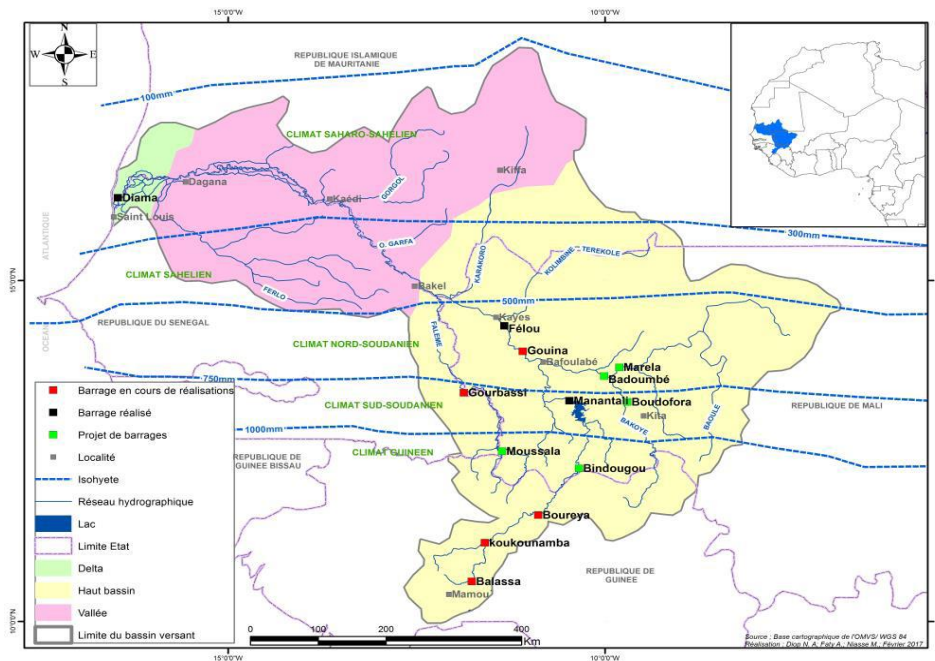 15°0'0"W
10°0'0"W
N
W
E
S
REPUBLIQUE ISLAMIQUE
DE MAURITANIE
100mm
CLIMAT SAHARO-SAHELIEN
Kiffa
Dagana
Diama
Kaédi
GORGOL
Saint Louis
ATLANTIQUE
300mm
O. GARFA
KARAKORO
KOLIMBINE - TEREKOLE
CLIMAT SAHELIEN
15°0'0"N
Bakel
FERLO
500mm
OCEAN
REPUBLIQUE DU SENEGAL
Kayes
Félou
FALEME
CLIMAT NORD-SOUDANIEN
Gouina
Bafoulabé
Marela
Badoumbé
750mm
Gourbassi
Manantali
Boudofora
CLIMAT SUD-SOUDANIEN
REPUBLIQUE DE MALI
Kita
BAKOYE
BAOULE
1000mm
CLIMAT GUINEEN
REPUBLIQUE DE
GUINEE BISSAU
Moussala
Bindougou
Boureya
koukounamba
REPUBLIQUE DE
GUINEE
Balassa
Mamou
Barrage en cours de réalisations
Barrage réalisé
Projet de barrages
Localité
Isohyete
Réseau hydrographique
Lac
Limite Etat
Delta
Haut bassin
Vallée
Limite du bassin versant
10°0'0"N
0 100 200 400
Km
Source : Base cartographique de l'OMVS/ WGS 84
Réalisation : Diop N. A, Faty A., Niasse M., Février 2017
15°0'0"W
10°0'0"W